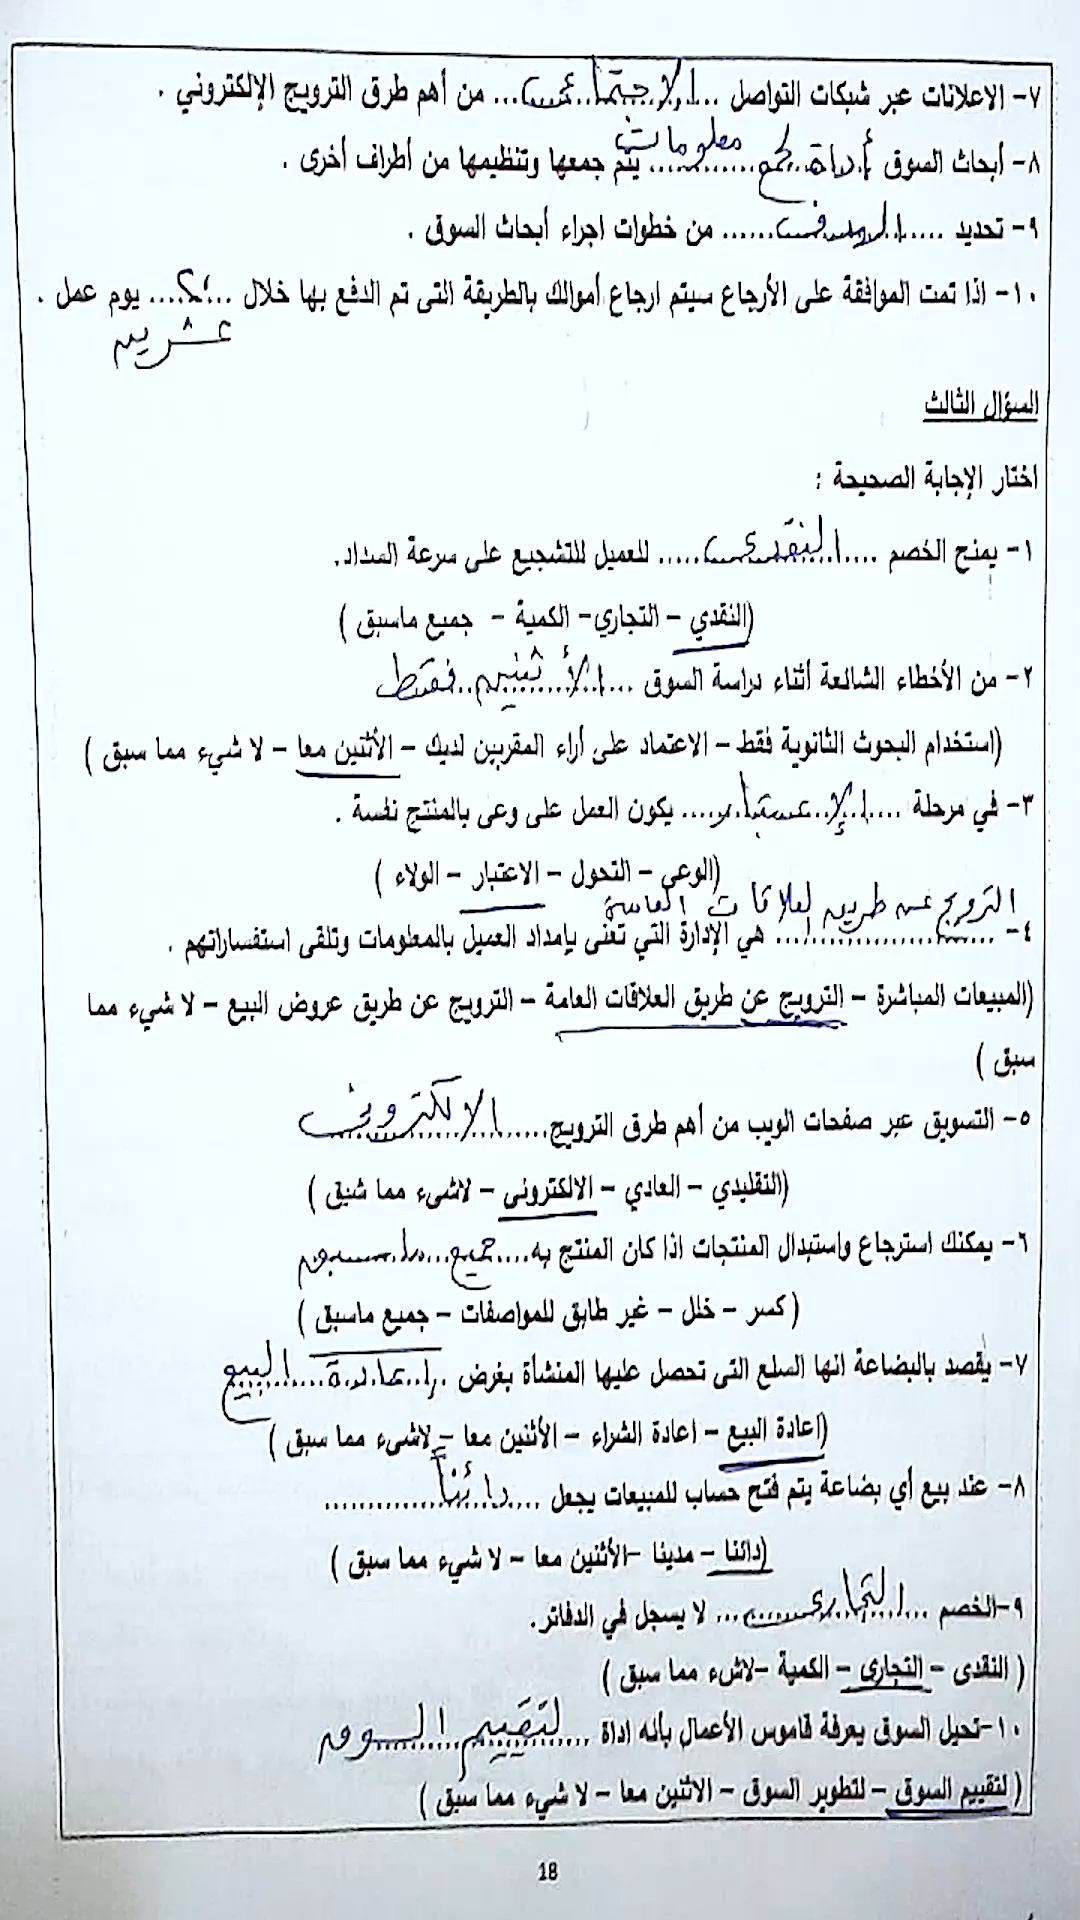 ٧- الاعلانات عبر شبكات التواصل ...الاجتماعى... من أهم طرق الترويج الإلكتروني .
٨- أبحاث السوق أداة لجمع معلومات يتم جمعها وتنظيمها من أطراف أخرى .
٩- تحديد ...الهدف... من خطوات اجراء أبحاث السوق .
١٠- اذا تمت الموافقة على الأرجاع سيتم ارجاع أموالك بالطريقة التى تم الدفع بها خلال ...٢٠... يوم عمل .
عشرين
السؤال الثالث
اختار الإجابة الصحيحة :
١- يمنح الخصم ...النقدى... للعميل للتشجيع على سرعة السداد.
(النقدي - التجاري- الكمية - جميع ماسبق )
٢- من الأخطاء الشائعة أثناء دراسة السوق ...الأثنين فقط
(استخدام البحوث الثانوية فقط - الاعتماد على أراء المقربين لديك - الأثنين معا - لا شيء مما سبق )
٣- في مرحلة ...الإعتبار... يكون العمل على وعى بالمنتج نفسة .
(الوعى - التحول - الاعتبار - الولاء )
الترويج عن طريق العلاقات العامة
٤- ........................ هي الإدارة التي تعنى بإمداد العميل بالمعلومات وتلقى استفساراتهم .
(المبيعات المباشرة - الترويج عن طريق العلاقات العامة - الترويج عن طريق عروض البيع - لا شيء مما
سبق )
٥- التسويق عبر صفحات الويب من أهم طرق الترويج...الالكترونى
(التقليدي - العادي - الالكترونى - لاشىء مما شبق )
٦- يمكنك استرجاع واستبدال المنتجات اذا كان المنتج به...جميع ما سبق
( كسر - خلل - غير طابق للمواصفات - جميع ماسبق )
٧- يقصد بالبضاعة انها السلع التى تحصل عليها المنشأة بغرض ...إعادة البيع
(اعادة البيع - اعادة الشراء - الأثنين معا - لاشىء مما سبق )
٨- عند بيع أي بضاعة يتم فتح حساب للمبيعات يجعل ...دائناً...
(دائنا - مدينا -الأثنين معا - لا شيء مما سبق )
٩-الخصم ...التجارى... لا يسجل في الدفاتر.
( النقدى - التجارى - الكمية -لاشء مما سبق )
١٠-تحيل السوق يعرفة قاموس الأعمال بأنه اداة ...لتقييم السوق
( لتقييم السوق - لتطوير السوق - الاثنين معا - لا شيء مما سبق )
18